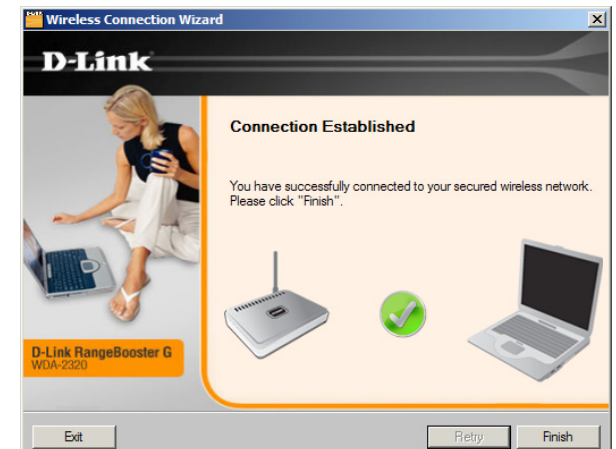 Wireless Connection Wizard
D-Link
Connection Established
You have successfully connected to your secured wireless network.
Please click "Finish".
D-Link RangeBooster G
WDA-2320
Exit
Retry
Finish